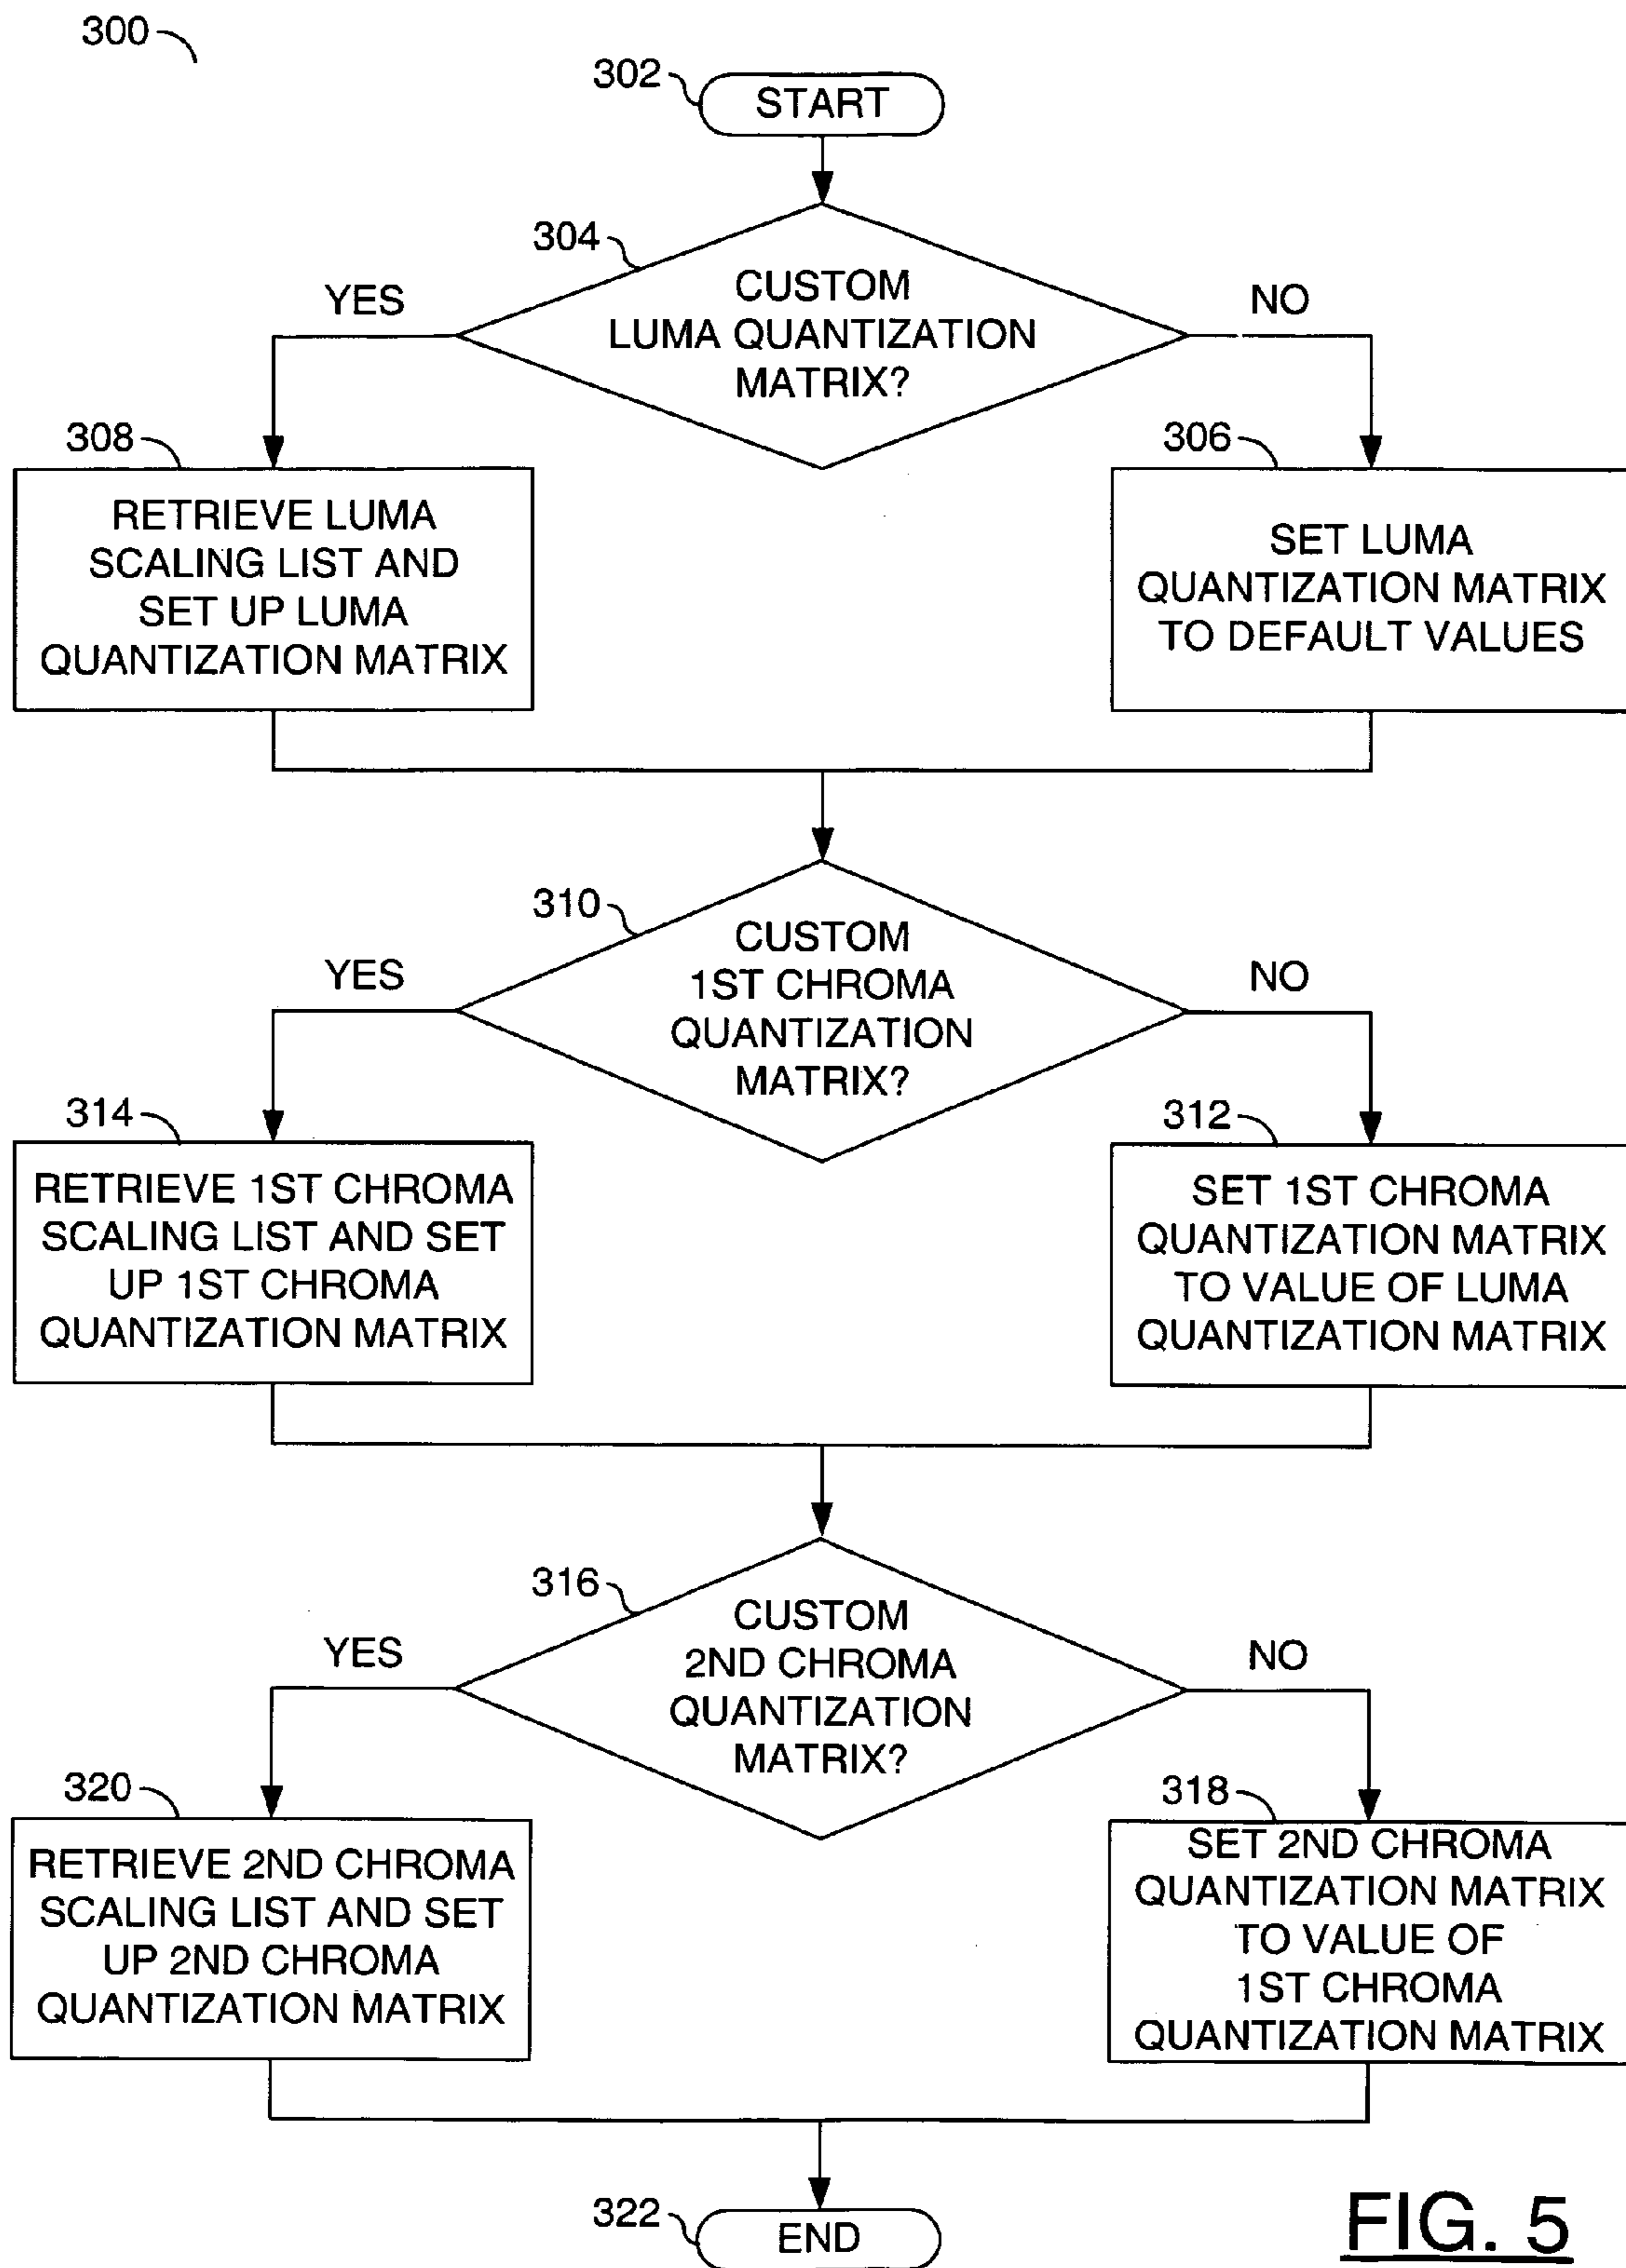 300
302
START
304
CUSTOM
LUMA QUANTIZATION
MATRIX?
YES
NO
308
306
RETRIEVE LUMA
SCALING LIST AND
SET UP LUMA
QUANTIZATION MATRIX
SET LUMA
QUANTIZATION MATRIX
TO DEFAULT VALUES
310
CUSTOM
1ST CHROMA
QUANTIZATION
MATRIX?
YES
NO
314
312
RETRIEVE 1ST CHROMA
SCALING LIST AND SET
UP 1ST CHROMA
QUANTIZATION MATRIX
SET 1ST CHROMA
QUANTIZATION MATRIX
TO VALUE OF LUMA
QUANTIZATION MATRIX
316
CUSTOM
2ND CHROMA
QUANTIZATION
MATRIX?
YES
NO
320
318
RETRIEVE 2ND CHROMA
SCALING LIST AND SET
UP 2ND CHROMA
QUANTIZATION MATRIX
SET 2ND CHROMA
QUANTIZATION MATRIX
TO VALUE OF
1ST CHROMA
QUANTIZATION MATRIX
322
END
FIG. 5